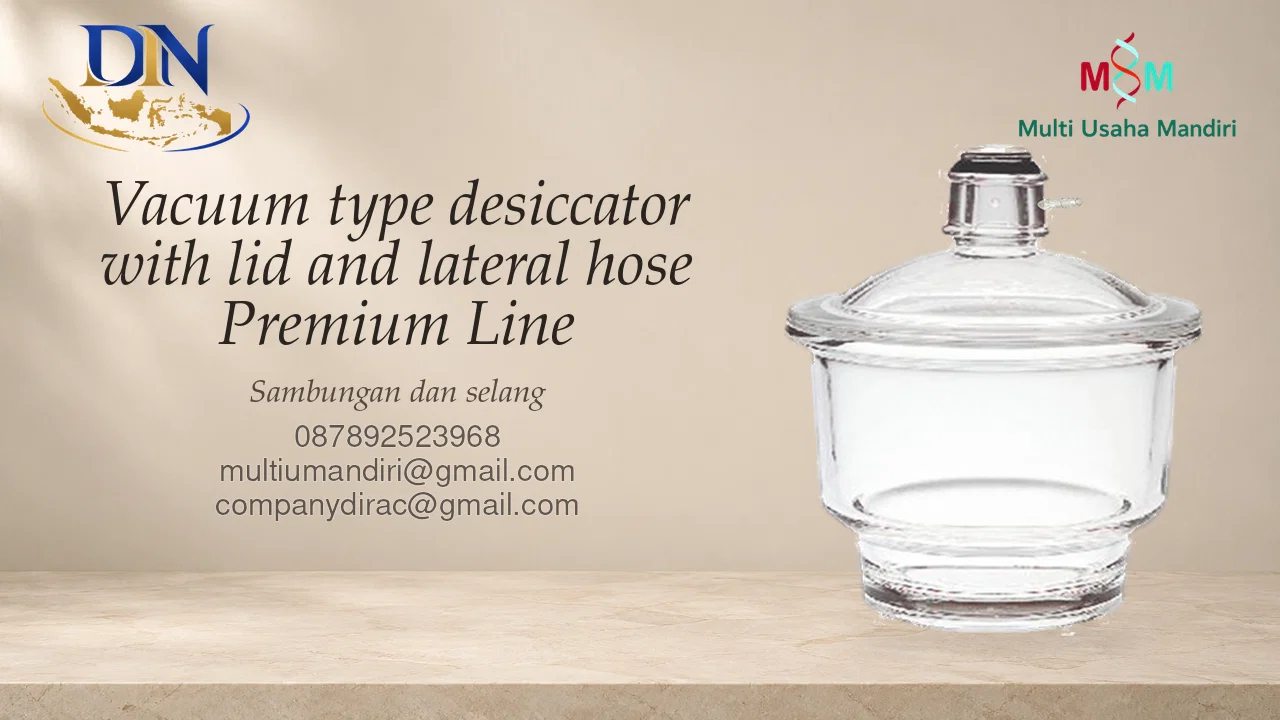 DN
M M
Multi Usaha Mandiri
Vacuum type desiccator
with lid and lateral hose
Premium Line
Sambungan dan selang
087892523968
multiumandiri@gmail.com
companydirac@gmail.com